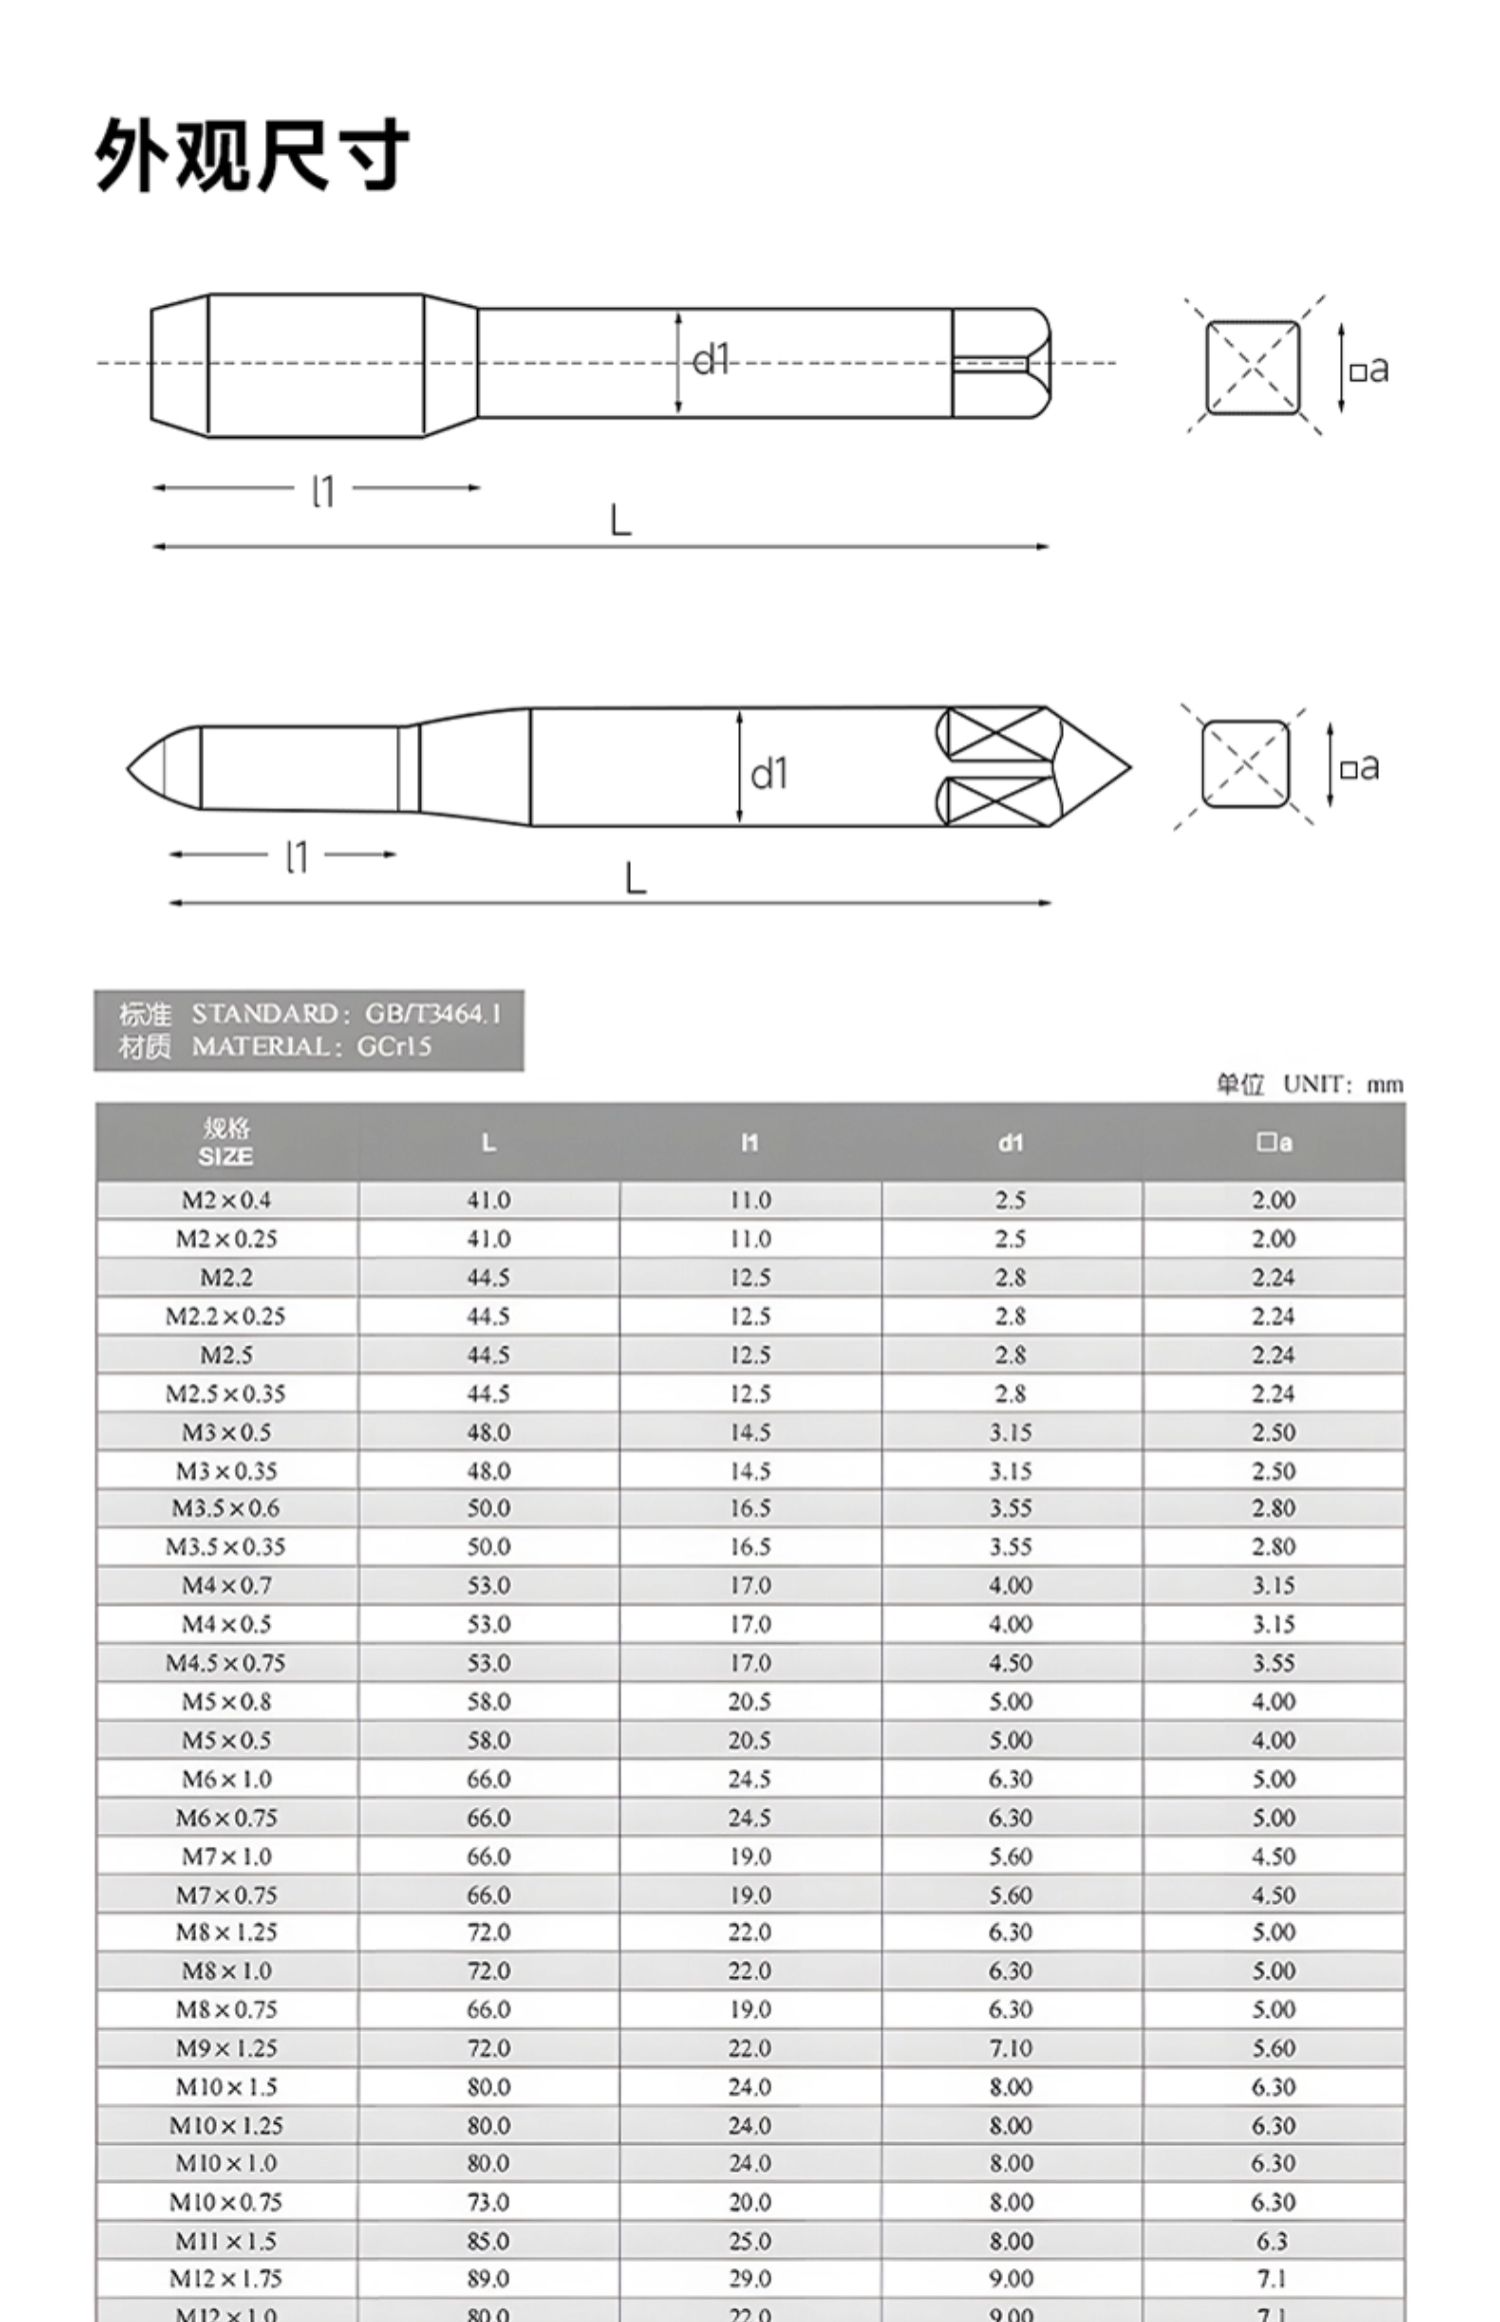 外观尺寸
d1
□a
l1
L
d1
□a
l1
L
标准 STANDARD: GB/T3464.1
材质 MATERIAL: GCr15
单位 UNIT: mm
规格
SIZE L l1 d1 □a
M2×0.4 41.0 11.0 2.5 2.00
M2×0.25 41.0 11.0 2.5 2.00
M2.2 44.5 12.5 2.8 2.24
M2.2×0.25 44.5 12.5 2.8 2.24
M2.5 44.5 12.5 2.8 2.24
M2.5×0.35 44.5 12.5 2.8 2.24
M3×0.5 48.0 14.5 3.15 2.50
M3×0.35 48.0 14.5 3.15 2.50
M3.5×0.6 50.0 16.5 3.55 2.80
M3.5×0.35 50.0 16.5 3.55 2.80
M4×0.7 53.0 17.0 4.00 3.15
M4×0.5 53.0 17.0 4.00 3.15
M4.5×0.75 53.0 17.0 4.50 3.55
M5×0.8 58.0 20.5 5.00 4.00
M5×0.5 58.0 20.5 5.00 4.00
M6×1.0 66.0 24.5 6.30 5.00
M6×0.75 66.0 24.5 6.30 5.00
M7×1.0 66.0 19.0 5.60 4.50
M7×0.75 66.0 19.0 5.60 4.50
M8×1.25 72.0 22.0 6.30 5.00
M8×1.0 72.0 22.0 6.30 5.00
M8×0.75 66.0 19.0 6.30 5.00
M9×1.25 72.0 22.0 7.10 5.60
M10×1.5 80.0 24.0 8.00 6.30
M10×1.25 80.0 24.0 8.00 6.30
M10×1.0 80.0 24.0 8.00 6.30
M10×0.75 73.0 20.0 8.00 6.30
M11×1.5 85.0 25.0 8.00 6.3
M12×1.75 89.0 29.0 9.00 7.1
M12×1.0 80.0 22.0 9.00 7.1